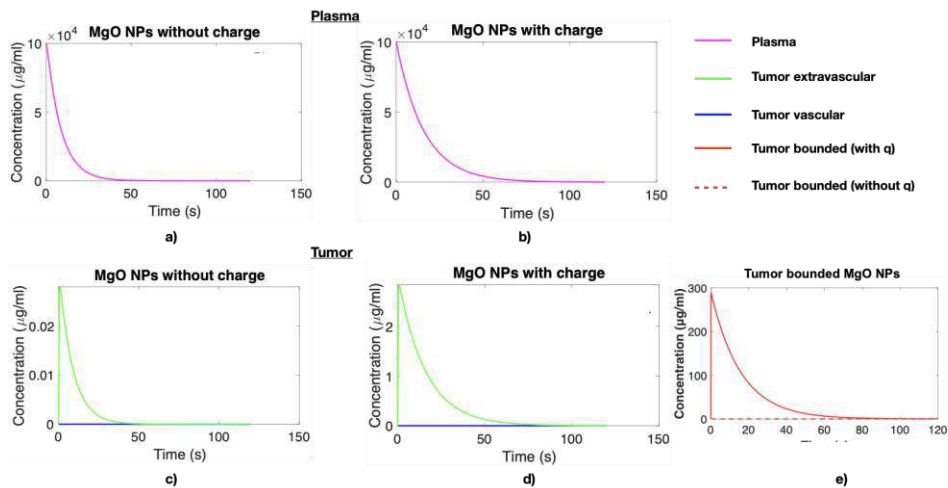 Plasma
MgO NPs without charge
MgO NPs with charge
× 10⁴
× 10⁴
Concentration (μg/ml)
10
5
0
0 50 100 150
Time (s)
a)
Concentration (μg/ml)
10
5
0
0 50 100 150
Time (s)
b)
Plasma
Tumor extravascular
Tumor vascular
Tumor bounded (with q)
Tumor bounded (without q)
Tumor
MgO NPs without charge
Concentration (μg/ml)
0.02
0.01
0
0 50 100 150
Time (s)
c)
MgO NPs with charge
Concentration (μg/ml)
2
1
0
0 50 100 150
Time (s)
d)
Tumor bounded MgO NPs
Concentration (μg/ml)
300
200
100
0
0 20 40 60 80 100 120
e)